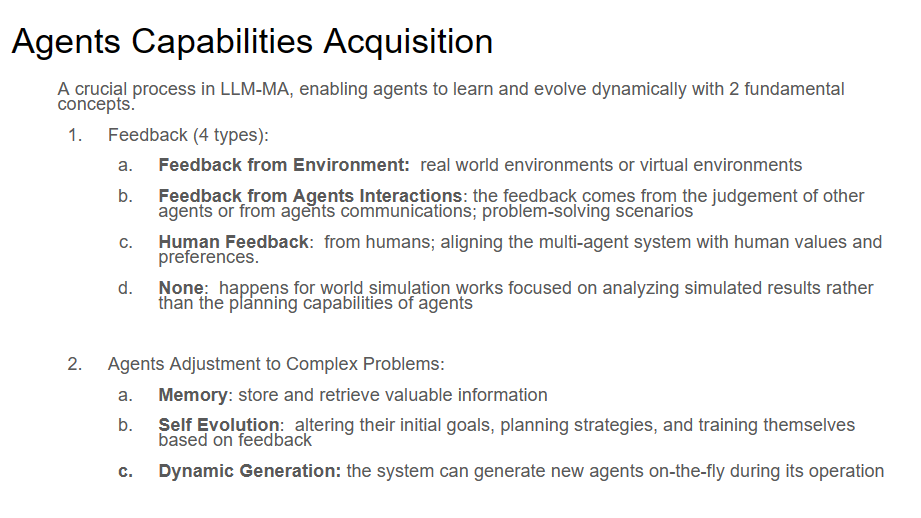 Agents Capabilities Acquisition
A crucial process in LLM-MA, enabling agents to learn and evolve dynamically with 2 fundamental
concepts.
1. Feedback (4 types):
a. Feedback from Environment: real world environments or virtual environments
b. Feedback from Agents Interactions: the feedback comes from the judgement of other
agents or from agents communications; problem-solving scenarios
c. Human Feedback: from humans; aligning the multi-agent system with human values and
preferences.
d. None: happens for world simulation works focused on analyzing simulated results rather
than the planning capabilities of agents
2. Agents Adjustment to Complex Problems:
a. Memory: store and retrieve valuable information
b. Self Evolution: altering their initial goals, planning strategies, and training themselves
based on feedback
c. Dynamic Generation: the system can generate new agents on-the-fly during its operation